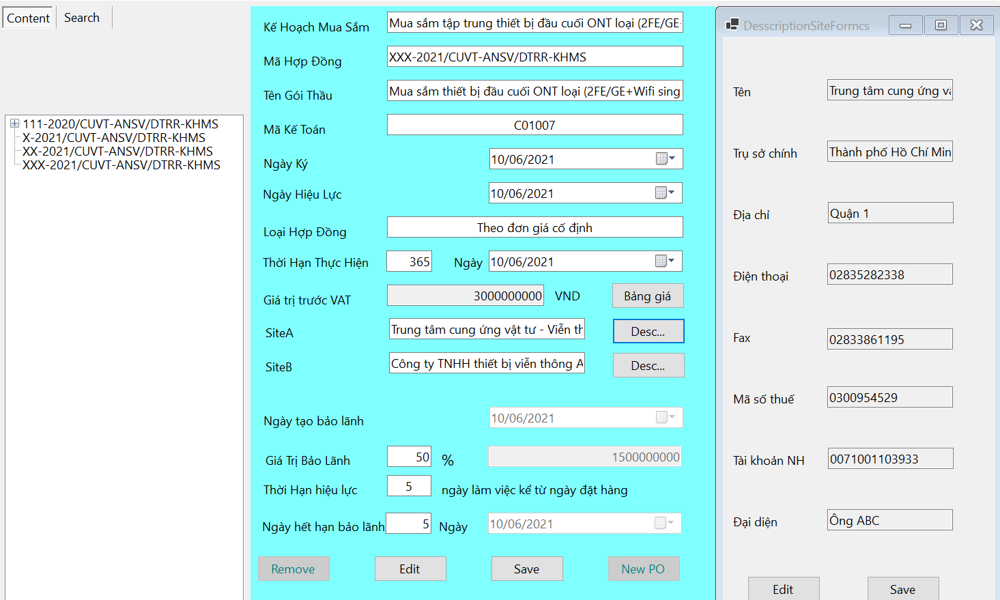 Content
Search
111-2020/CUVT-ANSV/DTRR-KHMS
X-2021/CUVT-ANSV/DTRR-KHMS
XX-2021/CUVT-ANSV/DTRR-KHMS
XXX-2021/CUVT-ANSV/DTRR-KHMS
Kế Hoạch Mua Sắm
Mua sắm tập trung thiết bị đầu cuối ONT loại (2FE/GE-
Mã Hợp Đồng
XXX-2021/CUVT-ANSV/DTRR-KHMS
Tên Gói Thầu
Mua sắm thiết bị đầu cuối ONT loại (2FE/GE+Wifi sing
Mã Kế Toán
C01007
Ngày Ký
10/06/2021
Ngày Hiệu Lực
10/06/2021
Loại Hợp Đồng
Theo đơn giá cố định
Thời Hạn Thực Hiện
365
Ngày
10/06/2021
Giá trị trước VAT
3000000000
VND
Bảng giá
SiteA
Trung tâm cung ứng vật tư - Viễn th
Desc...
SiteB
Công ty TNHH thiết bị viễn thông A
Desc...
Ngày tạo bảo lãnh
10/06/2021
Giá Trị Bảo Lãnh
50
%
1500000000
Thời Hạn hiệu lực
5
ngày làm việc kể từ ngày đặt hàng
Ngày hết hạn bảo lãnh
5
Ngày
10/06/2021
Remove
Edit
Save
New PO
DesscriptionSiteFormcs
Tên
Trung tâm cung ứng vậ
Trụ sở chính
Thành phố Hồ Chí Min
Địa chỉ
Quận 1
Điện thoại
02835282338
Fax
02833861195
Mã số thuế
0300954529
Tài khoản NH
0071001103933
Đại diện
Ông ABC
Edit
Save